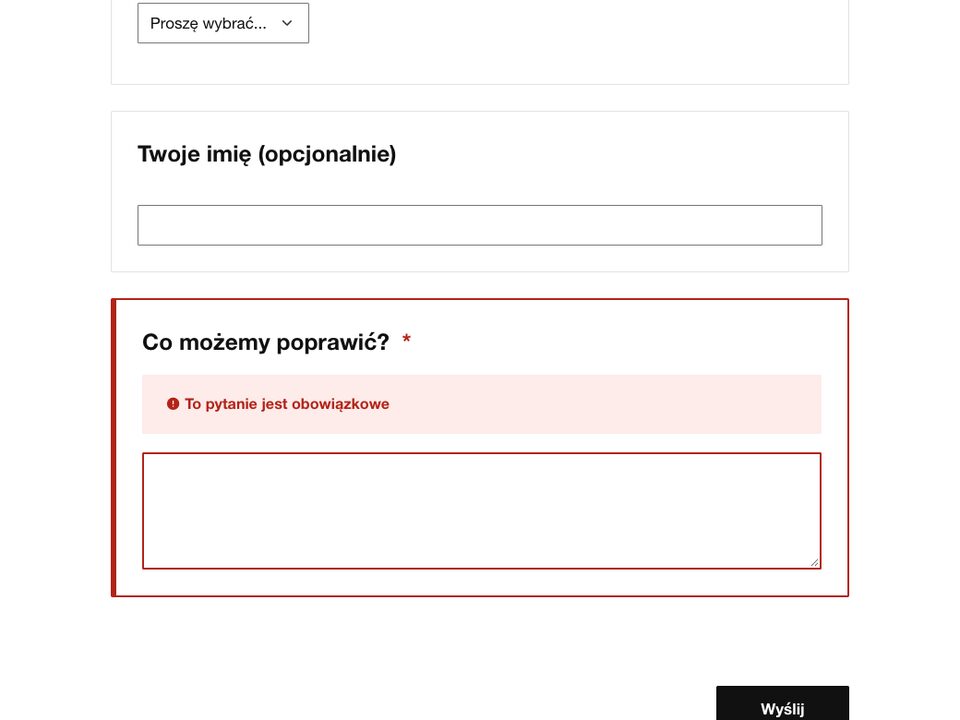 Proszę wybrać...
Twoje imię (opcjonalnie)
Co możemy poprawić? *
To pytanie jest obowiązkowe
Wyślij